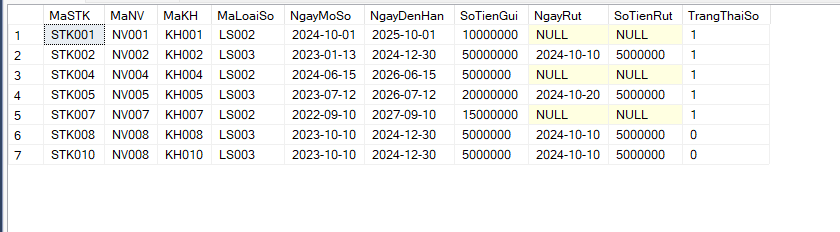 MaSTK MaNV MaKH MaLoaiSo NgayMoSo NgayDenHan SoTienGui NgayRut SoTienRut TrangThaiSo
1 STK001 NV001 KH001 LS002 2024-10-01 2025-10-01 10000000 NULL NULL 1
2 STK002 NV002 KH002 LS003 2023-01-13 2024-12-30 50000000 2024-10-10 5000000 1
3 STK004 NV004 KH004 LS002 2024-06-15 2026-06-15 5000000 NULL NULL 1
4 STK005 NV005 KH005 LS003 2023-07-12 2026-07-12 20000000 2024-10-20 5000000 1
5 STK007 NV007 KH007 LS002 2022-09-10 2027-09-10 15000000 NULL NULL 1
6 STK008 NV008 KH008 LS003 2023-10-10 2024-12-30 5000000 2024-10-10 5000000 0
7 STK010 NV008 KH010 LS003 2023-10-10 2024-12-30 5000000 2024-10-10 5000000 0